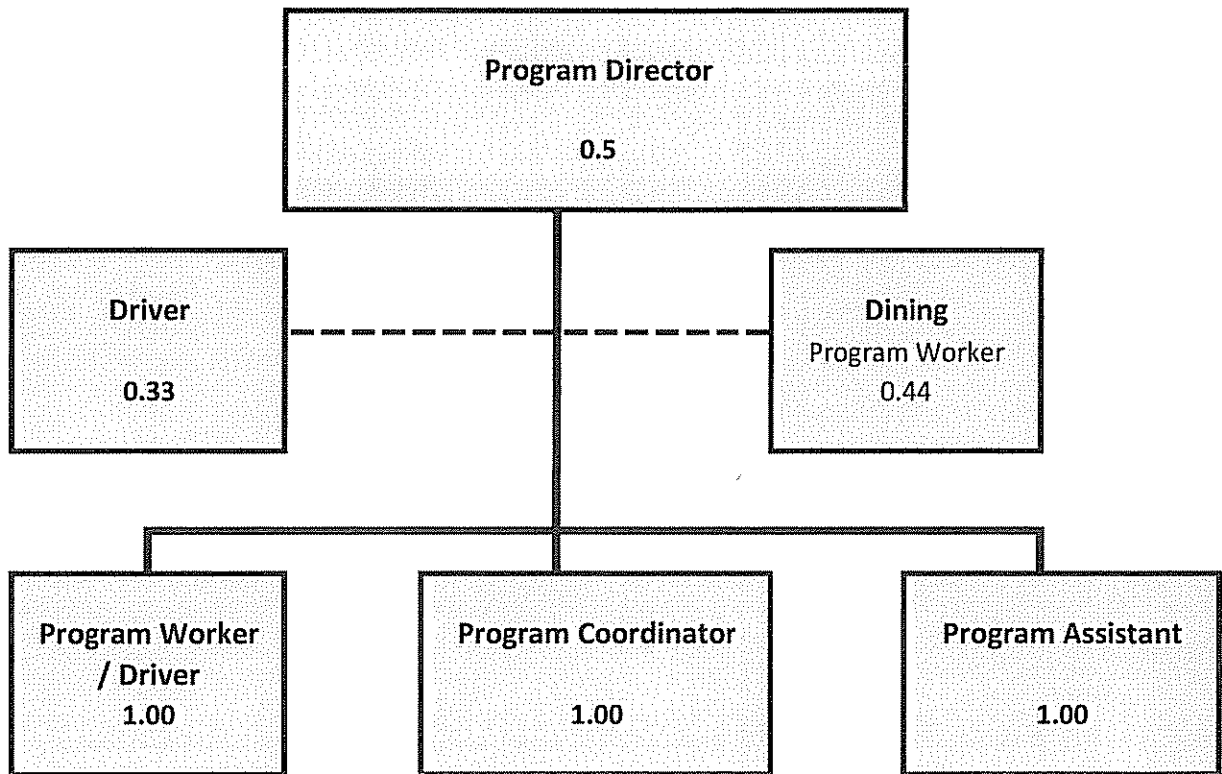 Program Director
0.5
Driver
0.33
Dining
Program Worker
0.44
Program Worker
/ Driver
1.00
Program Coordinator
1.00
Program Assistant
1.00